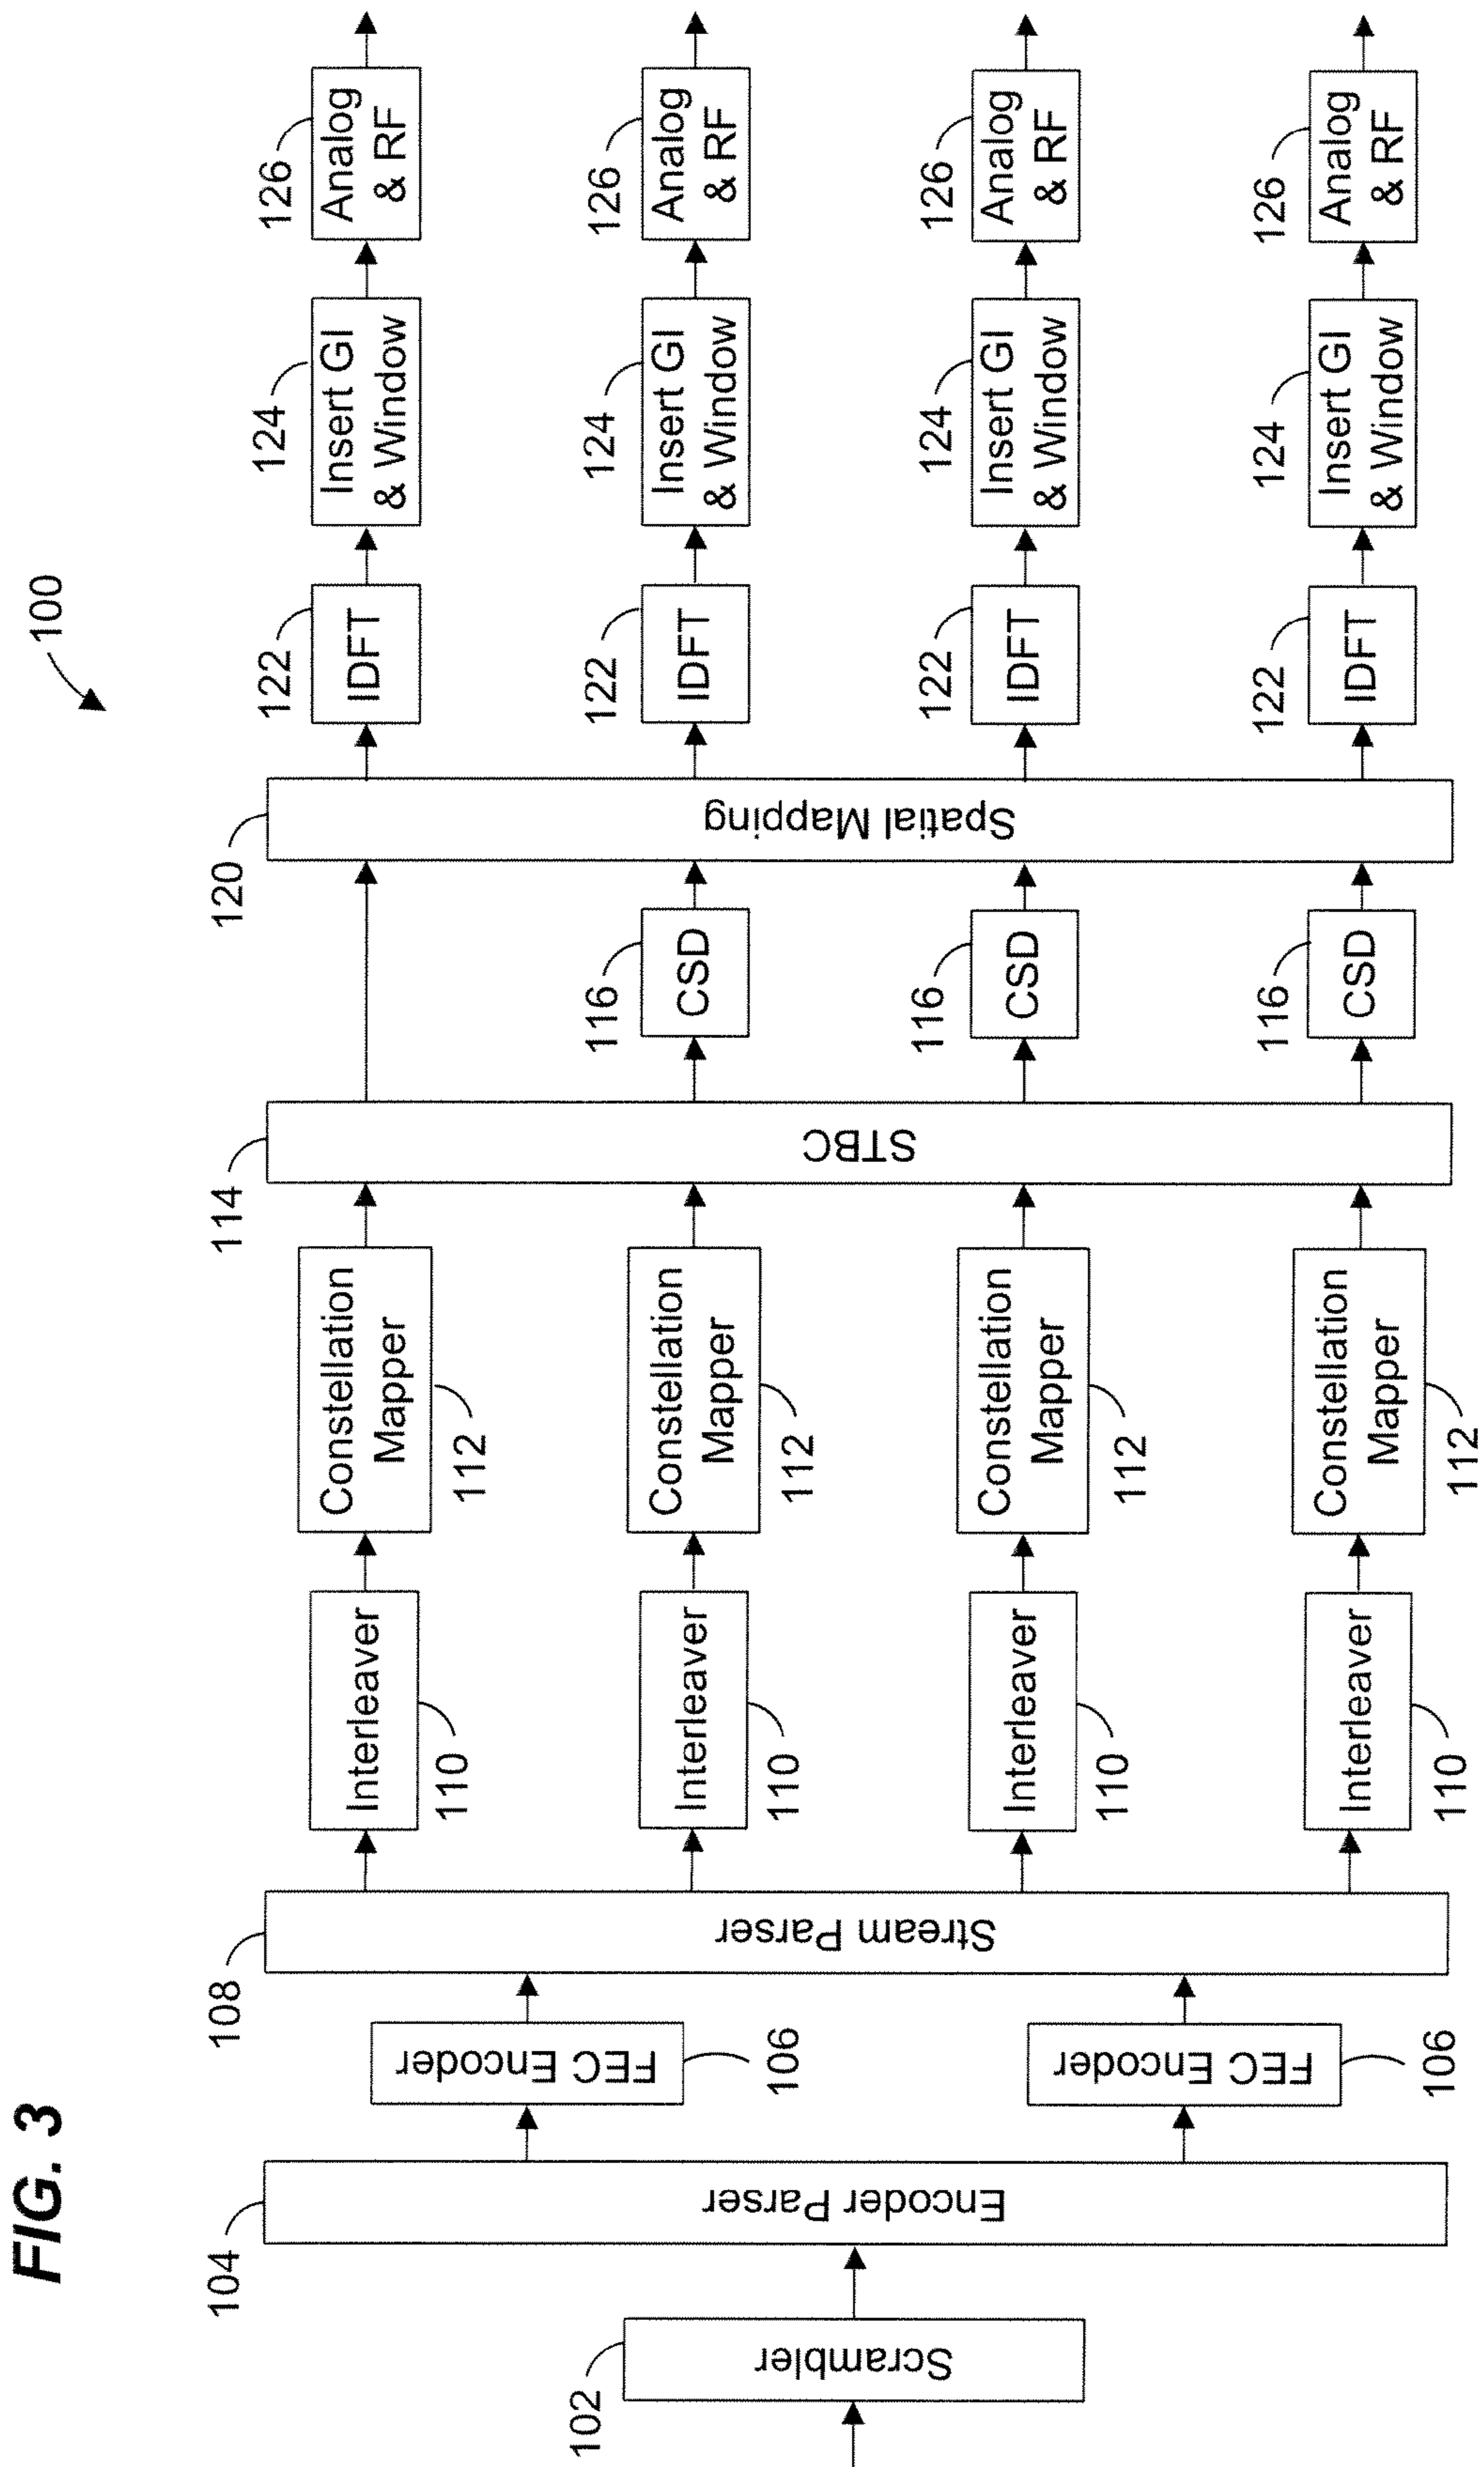 FIG. 3
100
102
Scrambler
104
Encoder Parser
FEC Encoder
106
FEC Encoder
106
108
Stream Parser
Interleaver
110
Interleaver
110
Interleaver
110
Interleaver
110
Constellation
Mapper
112
Constellation
Mapper
112
Constellation
Mapper
112
Constellation
Mapper
112
114
STBC
116
CSD
116
CSD
116
CSD
120
Spatial Mapping
122
IDFT
122
IDFT
122
IDFT
122
IDFT
124
Insert GI
& Window
124
Insert GI
& Window
124
Insert GI
& Window
124
Insert GI
& Window
126
Analog
& RF
126
Analog
& RF
126
Analog
& RF
126
Analog
& RF